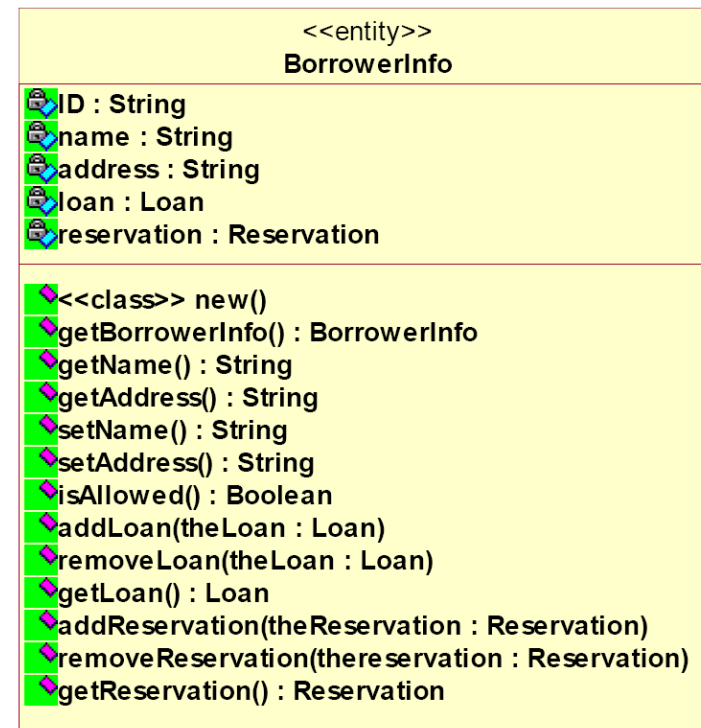 <<entity>>
BorrowerInfo
ID : String
name : String
address : String
loan : Loan
reservation : Reservation
<<class>> new()
getBorrowerInfo() : BorrowerInfo
getName() : String
getAddress() : String
setName() : String
setAddress() : String
isAllowed() : Boolean
addLoan(theLoan : Loan)
removeLoan(theLoan : Loan)
getLoan() : Loan
addReservation(theReservation : Reservation)
removeReservation(thereservation : Reservation)
getReservation() : Reservation